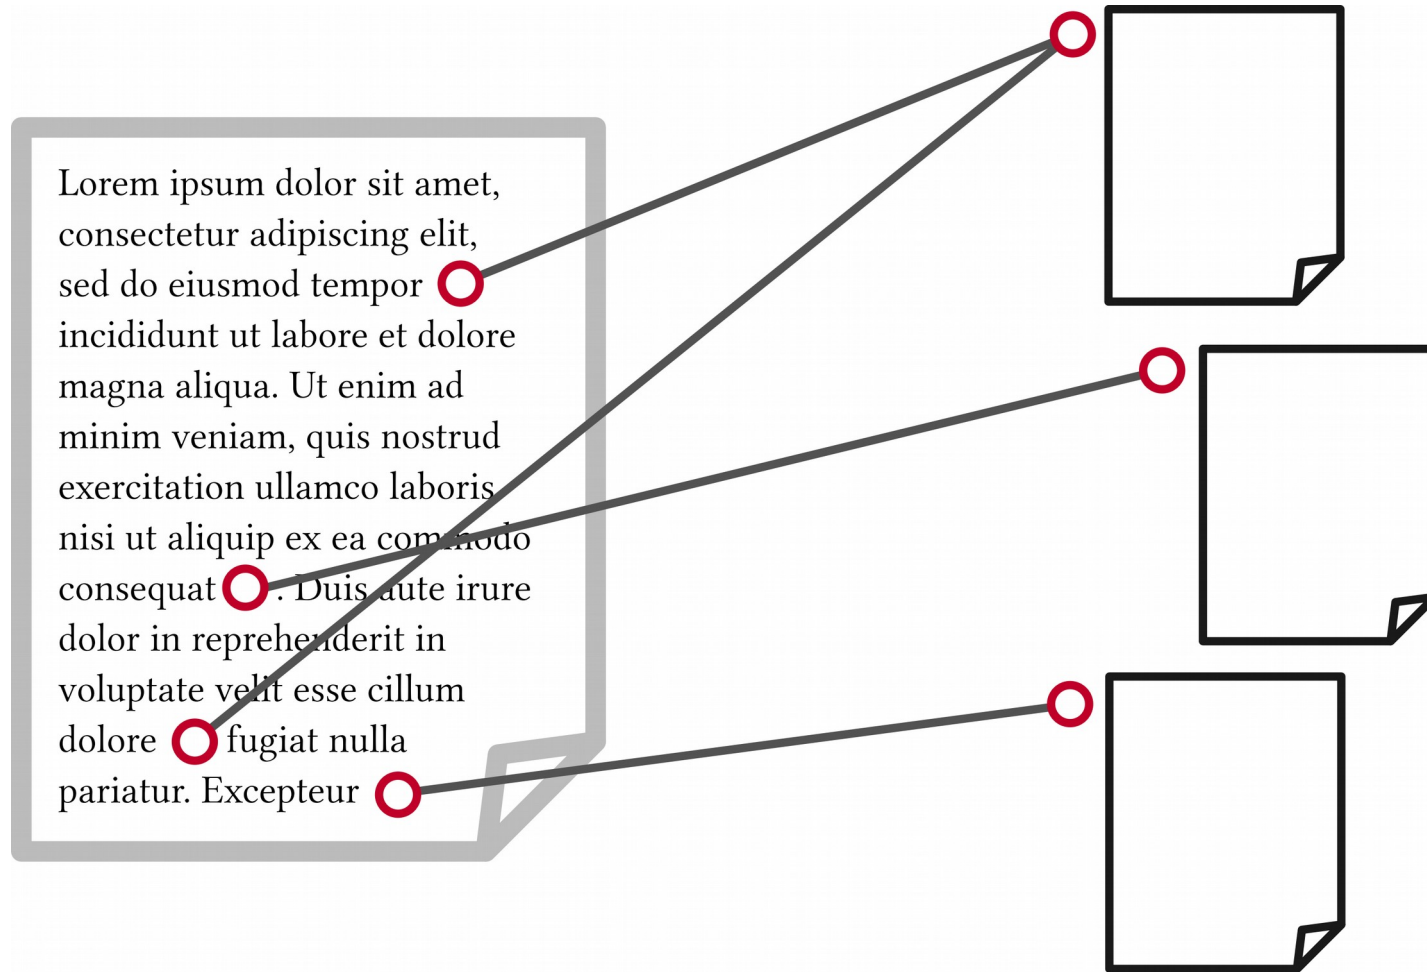 Lorem ipsum dolor sit amet,
consectetur adipiscing elit,
sed do eiusmod tempor
incididunt ut labore et dolore
magna aliqua. Ut enim ad
minim veniam, quis nostrud
exercitation ullamco laboris
nisi ut aliquip ex ea commodo
consequat . Duis aute irure
dolor in reprehenderit in
voluptate velit esse cillum
dolore fugiat nulla
pariatur. Excepteur